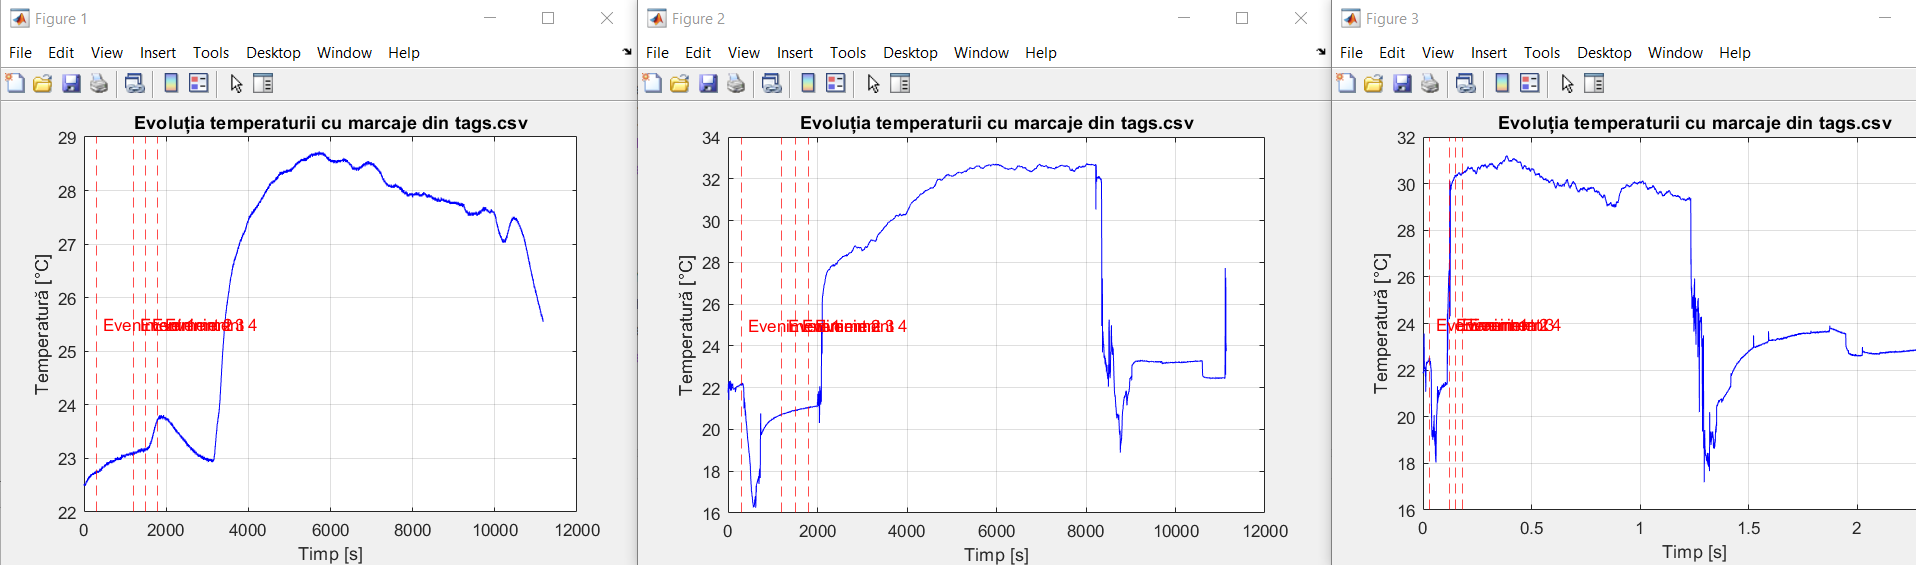 Figure 1
File Edit View Insert Tools Desktop Window Help
Evoluția temperaturii cu marcaje din tags.csv
29
28
27
26
25
24
23
22
Temperatură [°C]
4
0 2000 4000 6000 8000 10000 12000
Timp [s]
Figure 2
File Edit View Insert Tools Desktop Window Help
Evoluția temperaturii cu marcaje din tags.csv
34
32
30
28
26
24
22
20
18
16
Temperatură [°C]
4
0 2000 4000 6000 8000 10000 12000
Timp [s]
Figure 3
File Edit View Insert Tools Desktop Window Help
Evoluția temperaturii cu marcaje din tags.csv
32
30
28
26
24
22
20
18
16
Temperatură [°C]
4
0 0.5 1 1.5 2
Timp [s]